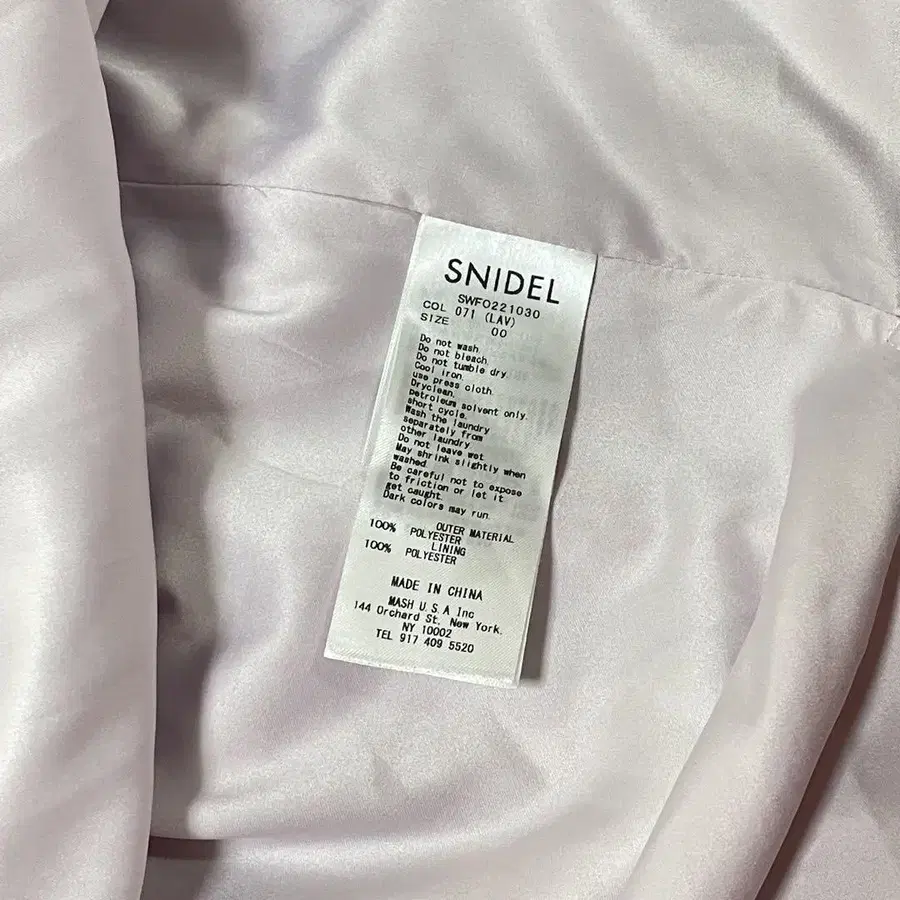 SNIDEL
SWFO221030
COL 071 (LAV)
SIZE 00
Do not wash.
Do not bleach.
Do not tumble dry.
Cool iron.
use press cloth.
Dryclean.
petroleum solvent only.
short cycle.
Wash the laundry
separately from
other laundry
Do not leave wet
May shrink slightly when
washed.
Be careful not to expose
to friction or let it
get caught.
Dark colors may run.
OUTER MATERIAL
100% POLYESTER
LINING
100% POLYESTER
MADE IN CHINA
MASH U.S.A Inc
144 Orchard St. New York.
NY 10002
TEL 917 409 5520